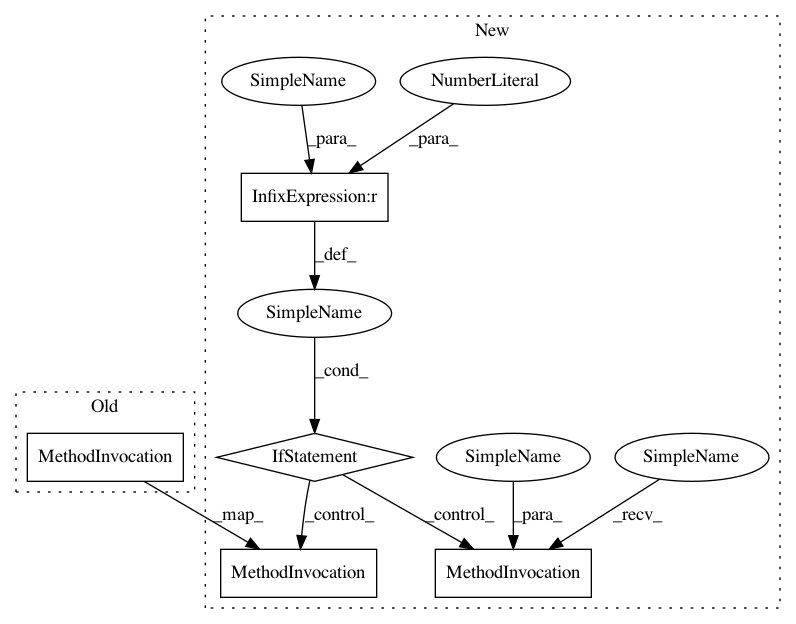 New
SimpleName
NumberLiteral
_para_
_para_
InfixExpression:r
_def_
SimpleName
_cond_
Old
MethodInvocation
IfStatement
SimpleName
SimpleName
_map_
_control_
_control_
_para_
_recv_
MethodInvocation
MethodInvocation